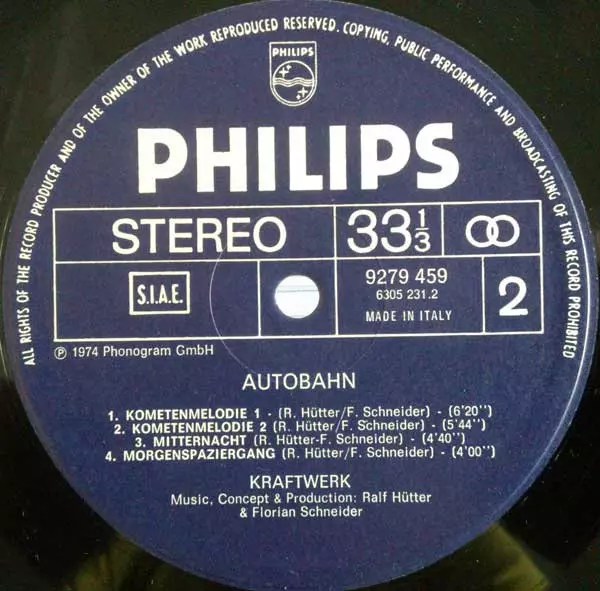 ALL RIGHTS OF THE RECORD PRODUCER AND OF THE OWNER OF THE WORK REPRODUCED RESERVED. COPYING, PUBLIC PERFORMANCE AND BROADCASTING OF THIS RECORD PROHIBITED
PHILIPS
PHILIPS
STEREO
33 1/3
S.I.A.E.
9279 459
6305 231.2
MADE IN ITALY
2
℗ 1974 Phonogram GmbH
AUTOBAHN
1. KOMETENMELODIE 1 - (R. Hütter/F. Schneider) - (6'20'')
2. KOMETENMELODIE 2 (R. Hütter/F. Schneider) - (5'44'')
3. MITTERNACHT (R. Hütter-F. Schneider) - (4'40'')
4. MORGENSPAZIERGANG (R. Hütter/F. Schneider) - (4'00'')
KRAFTWERK
Music, Concept & Production: Ralf Hütter
& Florian Schneider